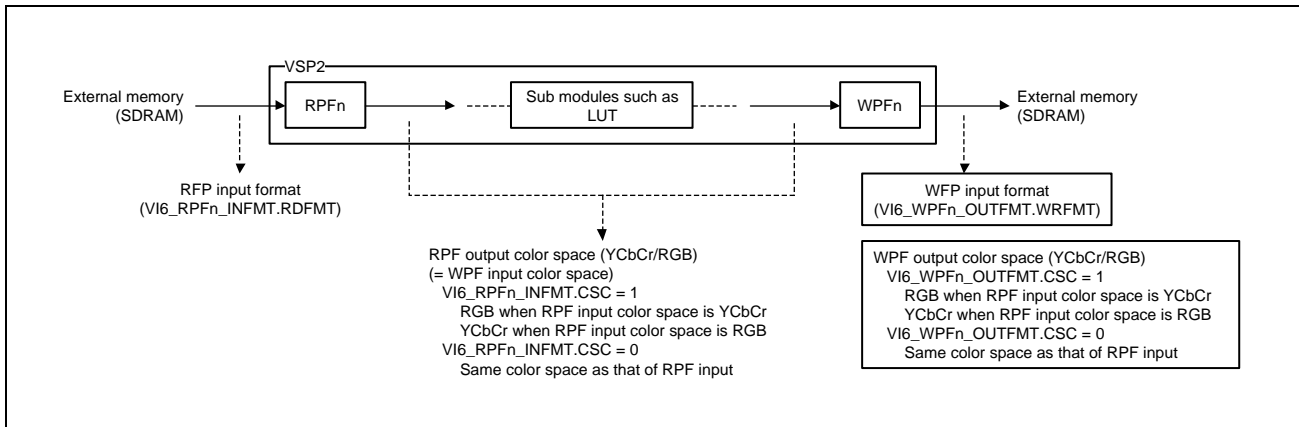 VSP2
External memory
(SDRAM)
RPFn
Sub modules such as
LUT
WPFn
External memory
(SDRAM)
RFP input format
(VI6_RPFn_INFMT.RDFMT)
WFP input format
(VI6_WPFn_OUTFMT.WRFMT)
RPF output color space (YCbCr/RGB)
(= WPF input color space)
VI6_RPFn_INFMT.CSC = 1
RGB when RPF input color space is YCbCr
YCbCr when RPF input color space is RGB
VI6_RPFn_INFMT.CSC = 0
Same color space as that of RPF input
WPF output color space (YCbCr/RGB)
VI6_WPFn_OUTFMT.CSC = 1
RGB when RPF input color space is YCbCr
YCbCr when RPF input color space is RGB
VI6_WPFn_OUTFMT.CSC = 0
Same color space as that of RPF input